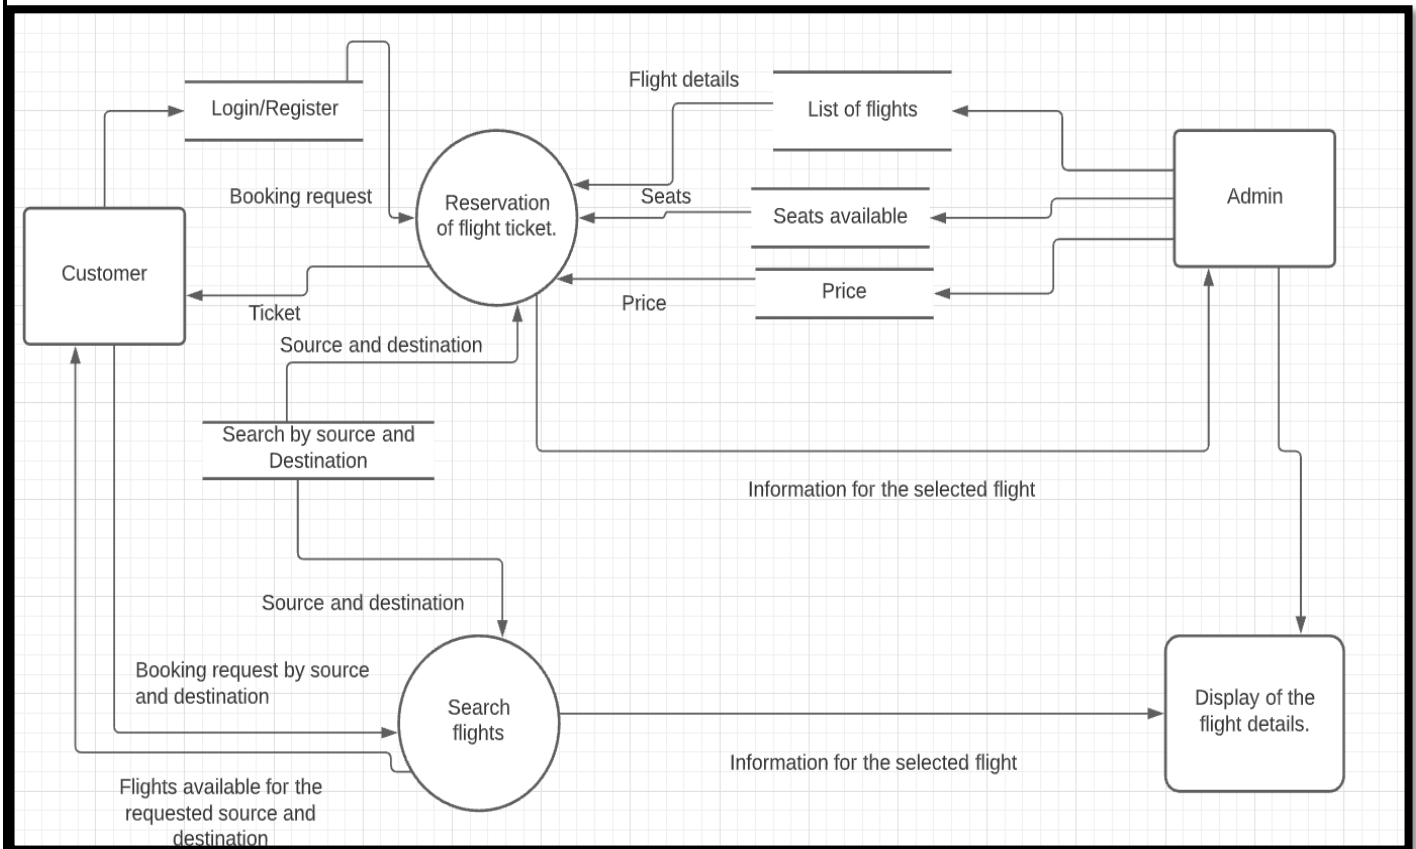 Flight details
Login/Register
List of flights
Booking request
Reservation
of flight ticket.
Seats
Seats available
Admin
Customer
Price
Price
Ticket
Source and destination
Search by source and
Destination
Information for the selected flight
Source and destination
Booking request by source
and destination
Search
flights
Display of the
flight details.
Information for the selected flight
Flights available for the
requested source and
destination